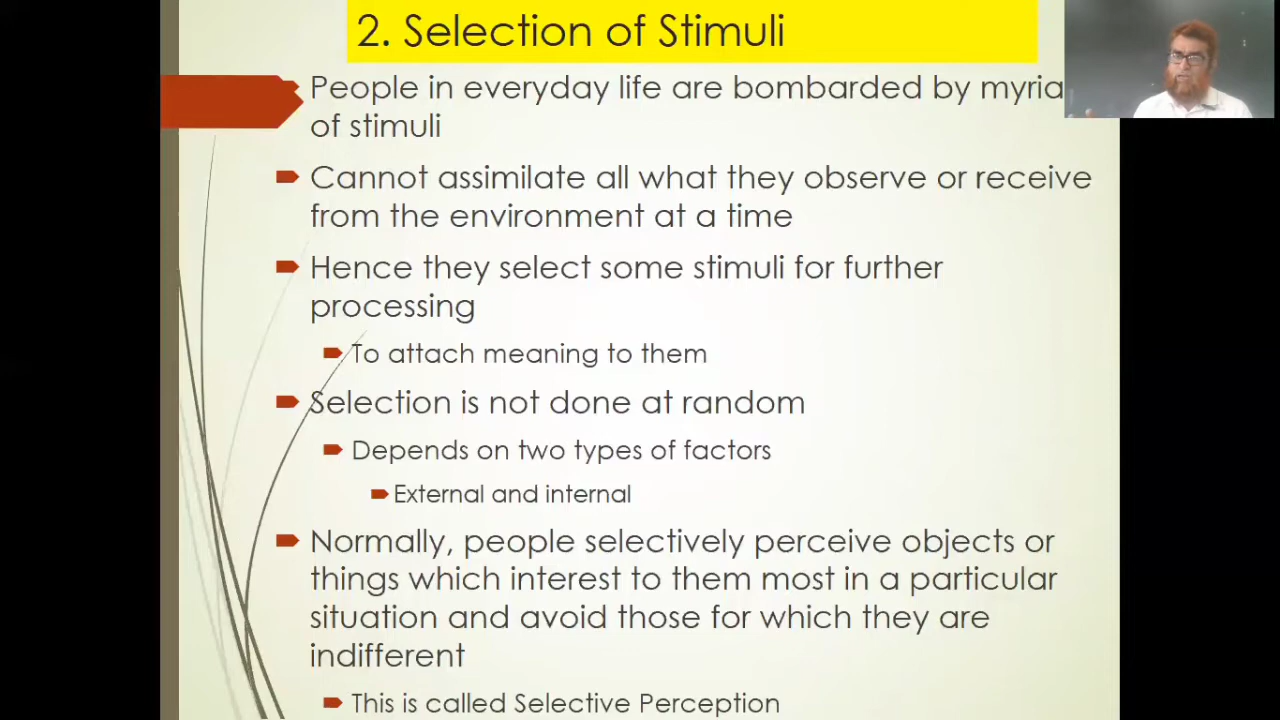 2. Selection of Stimuli
People in everyday life are bombarded by myria
of stimuli
Cannot assimilate all what they observe or receive
from the environment at a time
Hence they select some stimuli for further
processing
To attach meaning to them
Selection is not done at random
Depends on two types of factors
External and internal
Normally, people selectively perceive objects or
things which interest to them most in a particular
situation and avoid those for which they are
indifferent
This is called Selective Perception